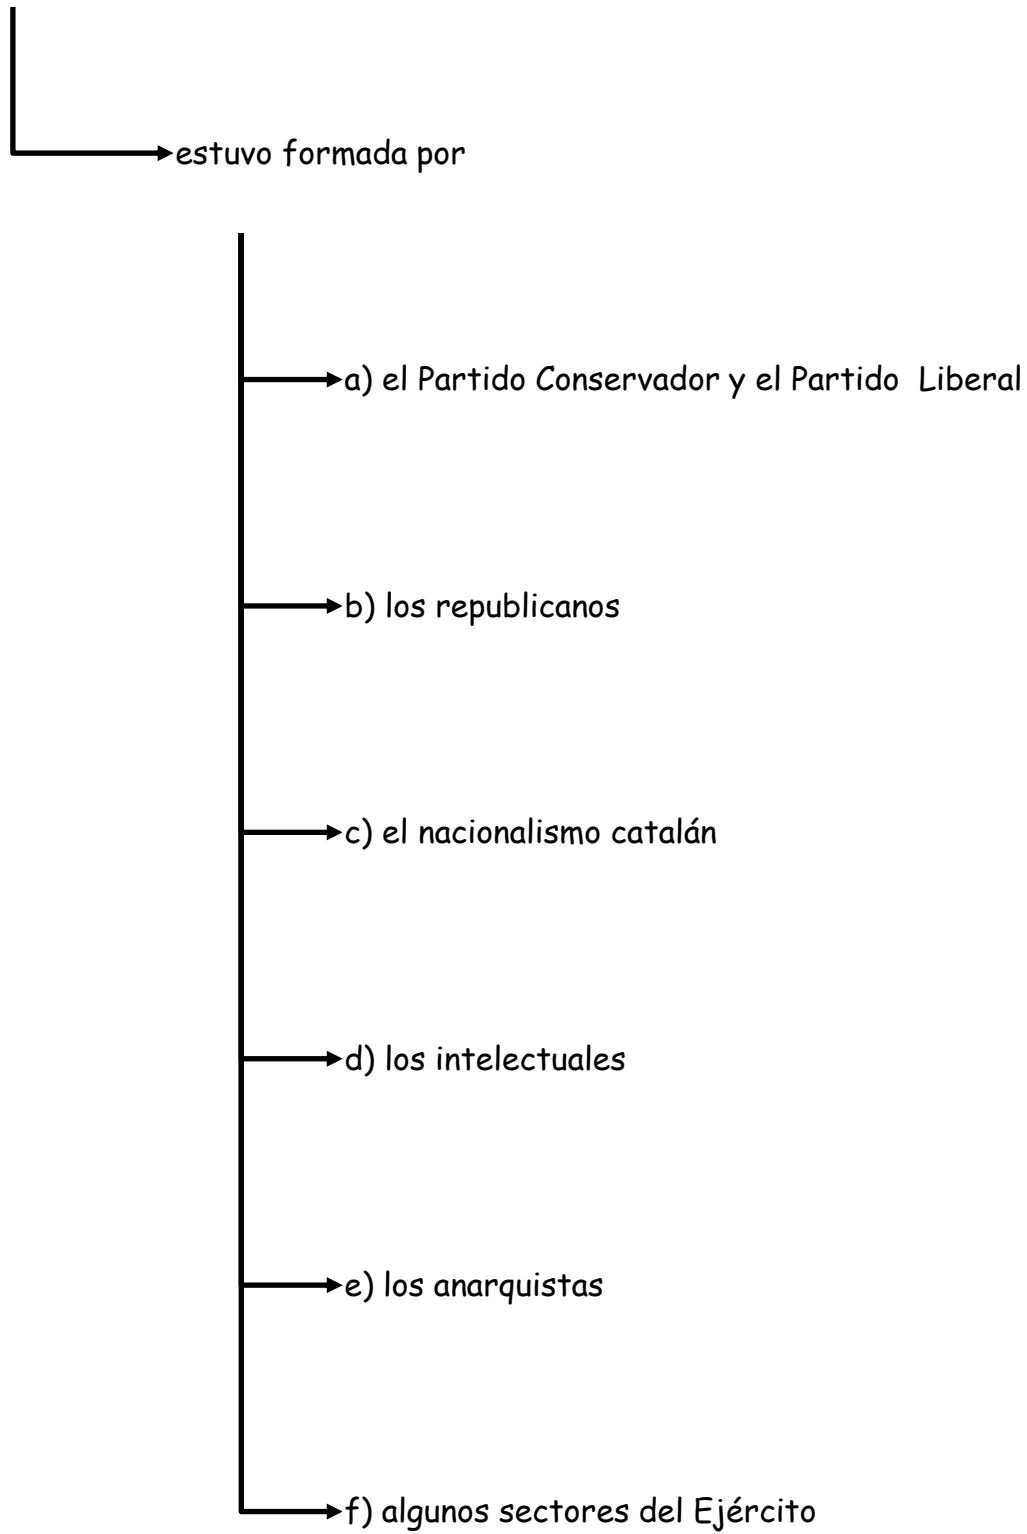 estuvo formada por
a) el Partido Conservador y el Partido Liberal
b) los republicanos
c) el nacionalismo catalán
d) los intelectuales
e) los anarquistas
f) algunos sectores del Ejército